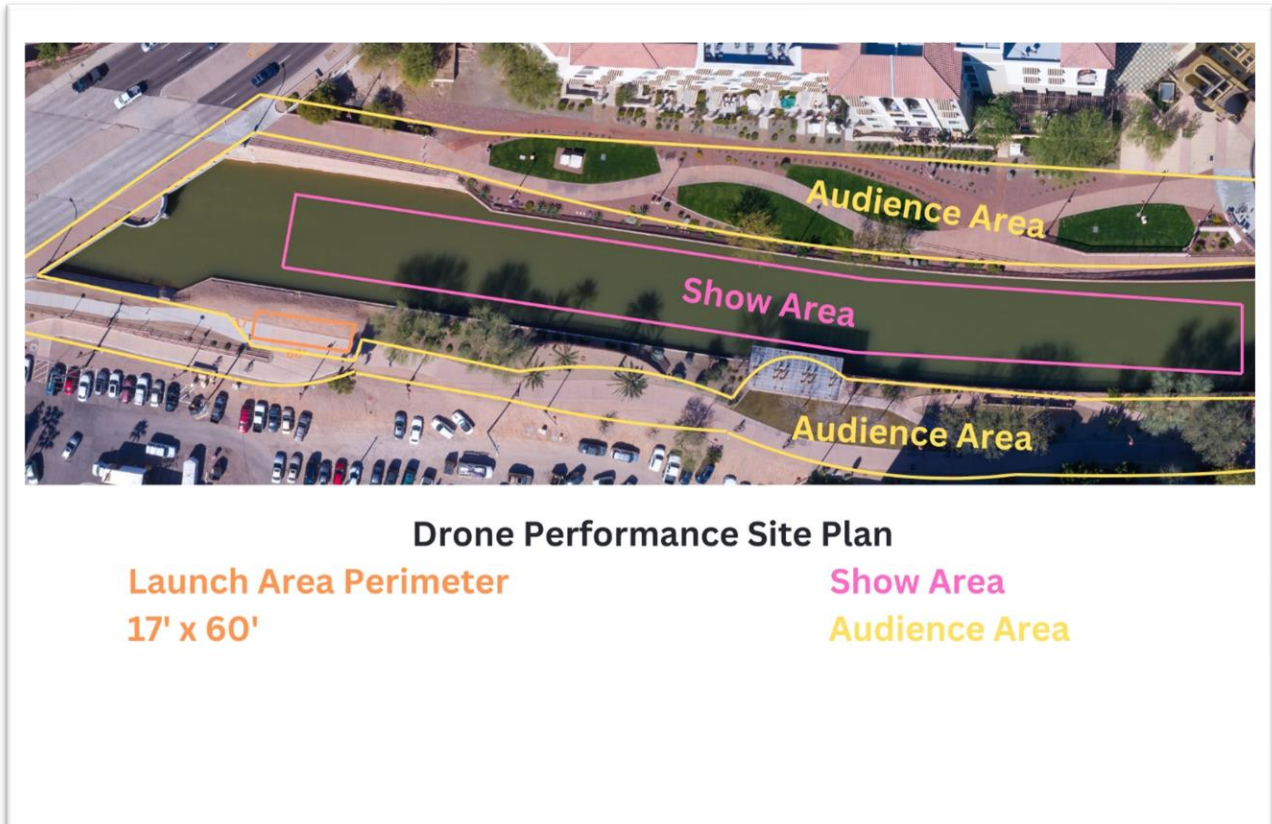 Audience Area
Show Area
Audience Area
Drone Performance Site Plan
Launch Area Perimeter
17' x 60'
Show Area
Audience Area